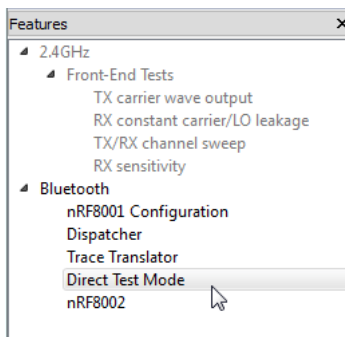 Features
2.4GHz
Front-End Tests
TX carrier wave output
RX constant carrier/LO leakage
TX/RX channel sweep
RX sensitivity
Bluetooth
nRF8001 Configuration
Dispatcher
Trace Translator
Direct Test Mode
nRF8002